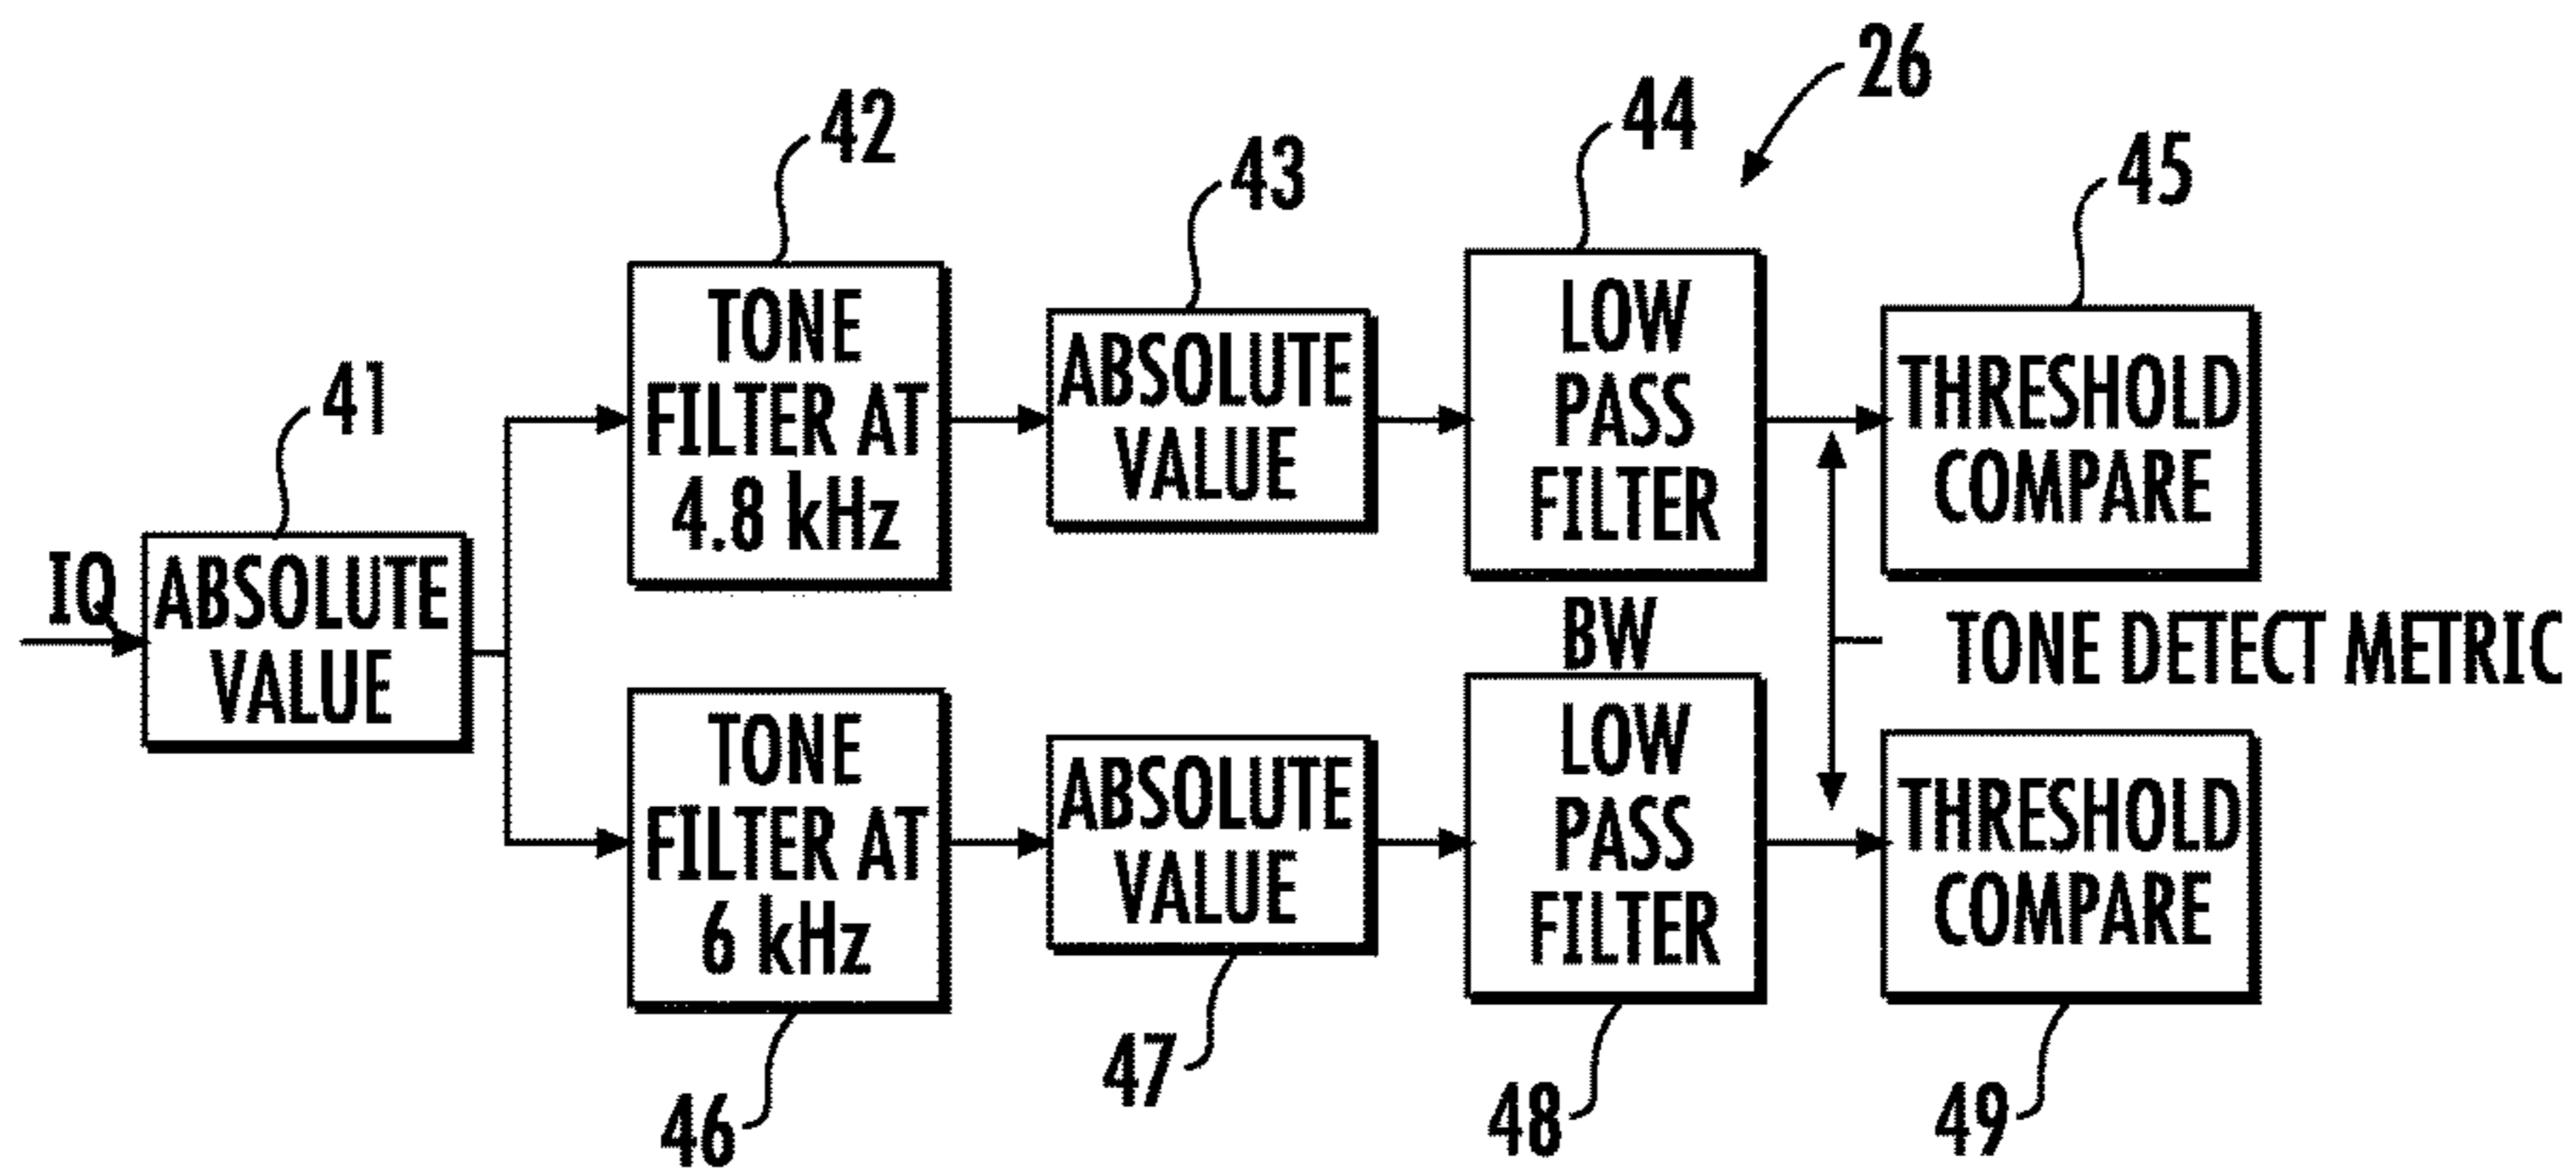 26
44
42
43
45
TONE
FILTER AT
4.8 kHz
ABSOLUTE
VALUE
LOW
PASS
FILTER
THRESHOLD
COMPARE
41
IQ
ABSOLUTE
VALUE
BW
TONE DETECT METRIC
TONE
FILTER AT
6 kHz
ABSOLUTE
VALUE
LOW
PASS
FILTER
THRESHOLD
COMPARE
46
47
48
49